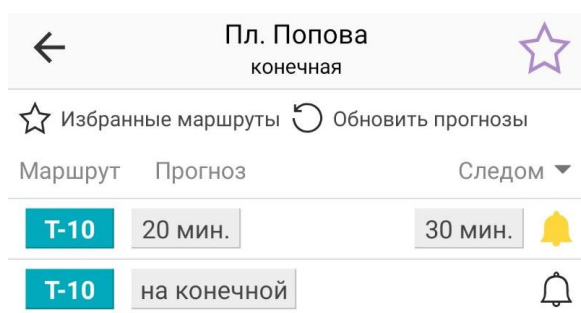 Пл. Попова
конечная
Избранные маршруты Обновить прогнозы
Маршрут Прогноз Следом
Т-10 20 мин. 30 мин.
Т-10 на конечной